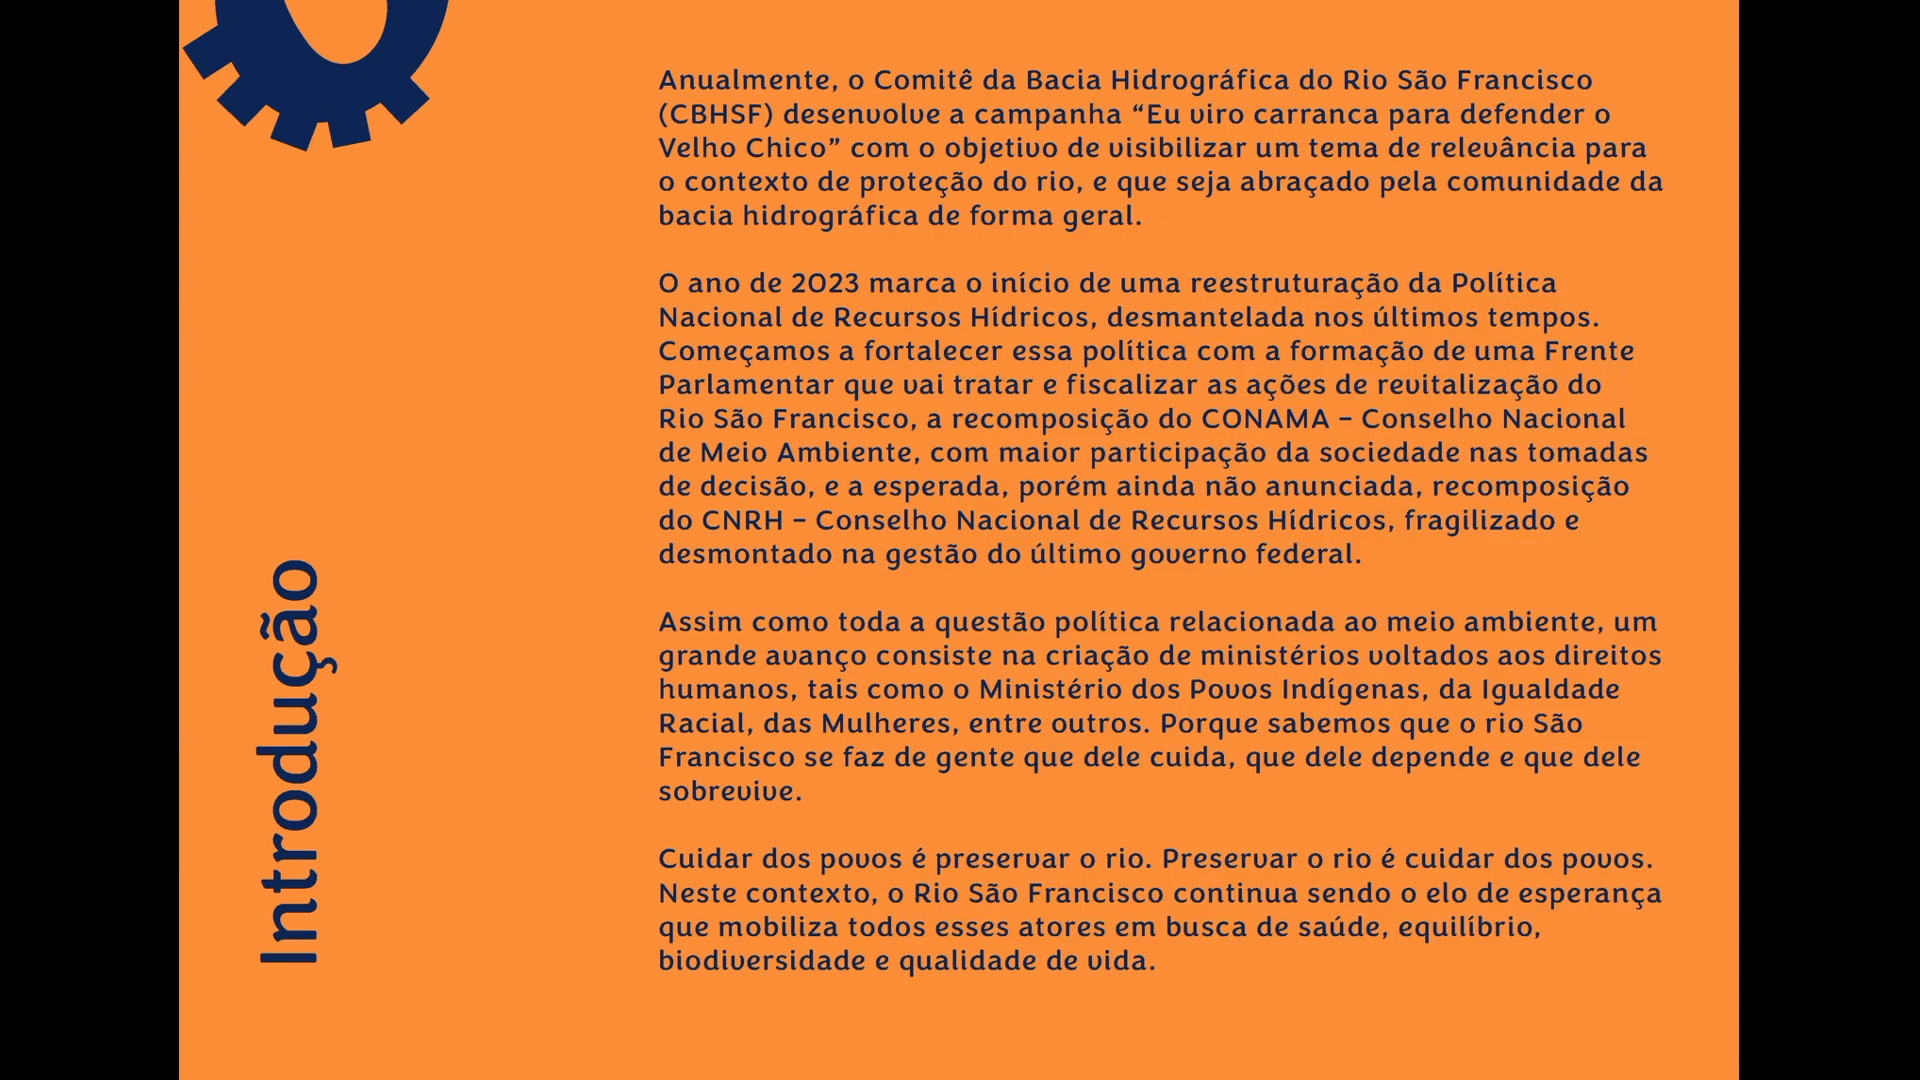 Introdução
Anualmente, o Comitê da Bacia Hidrográfica do Rio São Francisco
(CBHSF) desenvolve a campanha “Eu viro carranca para defender o
Velho Chico” com o objetivo de visibilizar um tema de relevância para
o contexto de proteção do rio, e que seja abraçado pela comunidade da
bacia hidrográfica de forma geral.
O ano de 2023 marca o início de uma reestruturação da Política
Nacional de Recursos Hídricos, desmantelada nos últimos tempos.
Começamos a fortalecer essa política com a formação de uma Frente
Parlamentar que vai tratar e fiscalizar as ações de revitalização do
Rio São Francisco, a recomposição do CONAMA – Conselho Nacional
de Meio Ambiente, com maior participação da sociedade nas tomadas
de decisão, e a esperada, porém ainda não anunciada, recomposição
do CNRH – Conselho Nacional de Recursos Hídricos, fragilizado e
desmontado na gestão do último governo federal.
Assim como toda a questão política relacionada ao meio ambiente, um
grande avanço consiste na criação de ministérios voltados aos direitos
humanos, tais como o Ministério dos Povos Indígenas, da Igualdade
Racial, das Mulheres, entre outros. Porque sabemos que o rio São
Francisco se faz de gente que dele cuida, que dele depende e que dele
sobrevive.
Cuidar dos povos é preservar o rio. Preservar o rio é cuidar dos povos.
Neste contexto, o Rio São Francisco continua sendo o elo de esperança
que mobiliza todos esses atores em busca de saúde, equilíbrio,
biodiversidade e qualidade de vida.